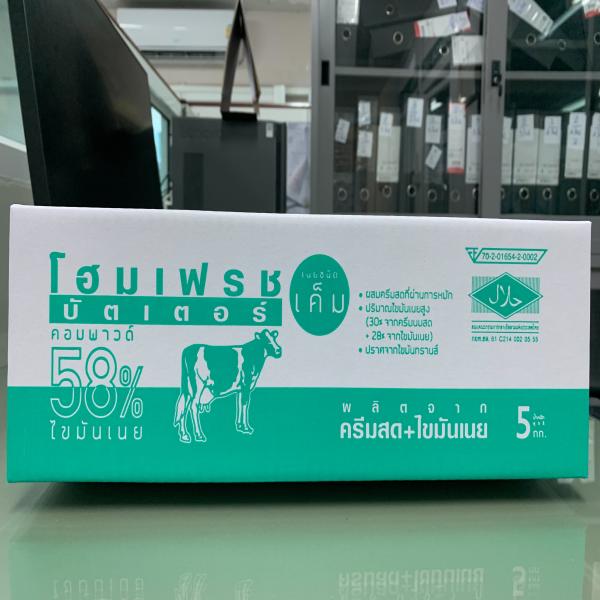 โฮมเฟรช
บัตเตอร์
คอมพาวด์
58%
ไขมันเนย
เนยชนิด
เค็ม
• ผสมครีมสดที่ผ่านการหมัก
• ปริมาณไขมันเนยสูง
(30% จากครีมนมสด
+ 28% จากไขมันเนย)
• ปราศจากไขมันทรานส์
70-2-01654-2-0002
حلال
ผลิตจาก
ครีมสด+ไขมันเนย
5 กก.